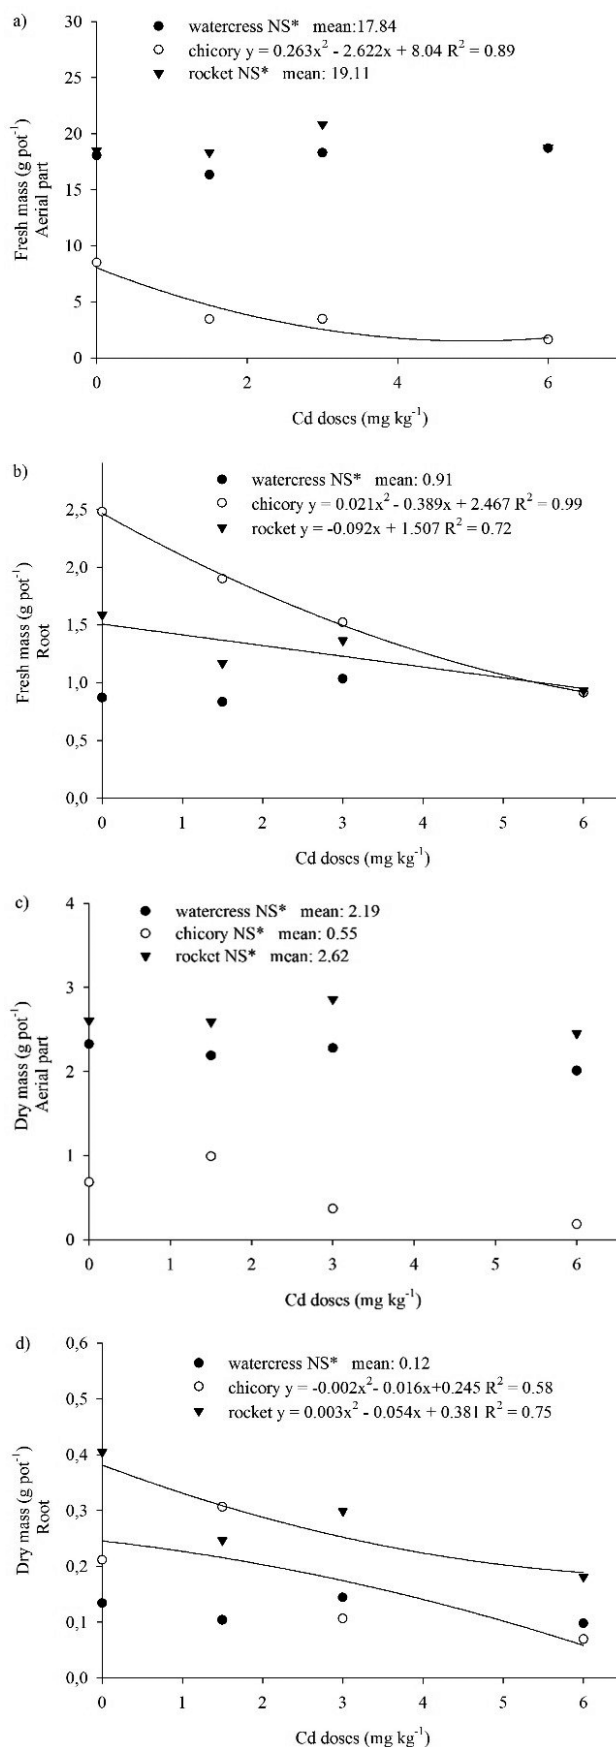 a)
30
25
20
15
10
5
0
Fresh mass (g pot⁻¹)
Aerial part
watercress NS* mean:17.84
chicory y = 0.263x² - 2.622x + 8.04 R² = 0.89
rocket NS* mean: 19.11
0 2 4 6
Cd doses (mg kg⁻¹)
b)
2,5
2,0
1,5
1,0
0,5
0,0
Fresh mass (g pot⁻¹)
Root
watercress NS* mean: 0.91
chicory y = 0.021x² - 0.389x + 2.467 R² = 0.99
rocket y = -0.092x + 1.507 R² = 0.72
0 1 2 3 4 5 6
Cd doses (mg kg⁻¹)
c)
4
3
2
1
0
Dry mass (g pot⁻¹)
Aerial part
watercress NS* mean: 2.19
chicory NS* mean: 0.55
rocket NS* mean: 2.62
0 1 2 3 4 5 6
Cd doses (mg kg⁻¹)
d)
0,6
0,5
0,4
0,3
0,2
0,1
0,0
Dry mass (g pot⁻¹)
Root
watercress NS* mean: 0.12
chicory y = -0.002x²- 0.016x+0.245 R² = 0.58
rocket y = 0.003x² - 0.054x + 0.381 R² = 0.75
0 1 2 3 4 5 6
Cd doses (mg kg⁻¹)